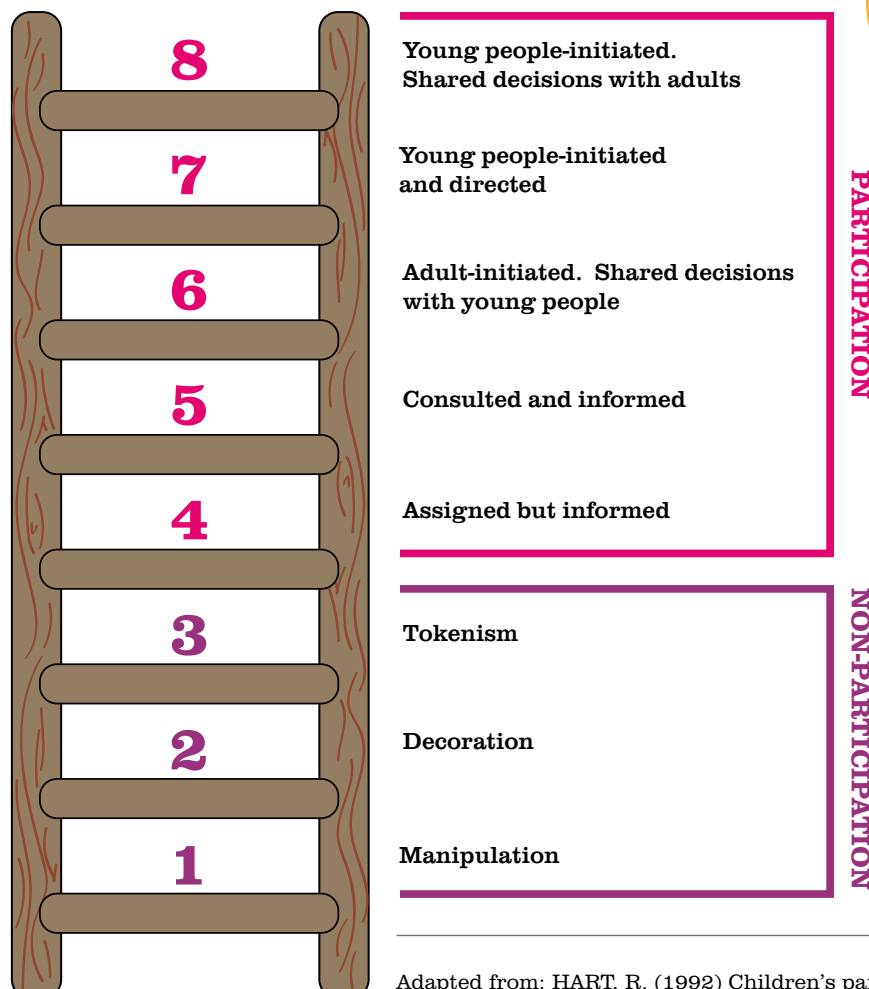 8
Young people-initiated.
Shared decisions with adults
7
Young people-initiated
and directed
6
Adult-initiated. Shared decisions
with young people
5
Consulted and informed
4
Assigned but informed
PARTICIPATION
3
Tokenism
2
Decoration
1
Manipulation
NON-PARTICIPATION
Adapted from: HART, R. (1992) Children's